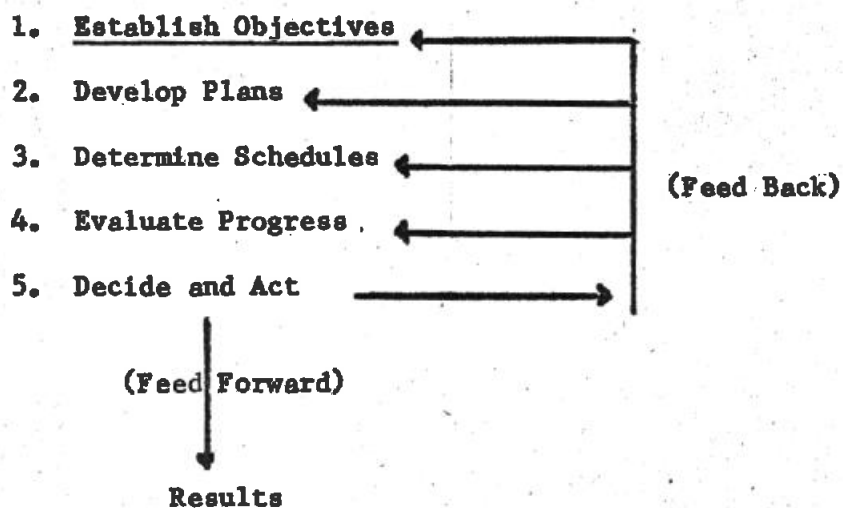 1. Establish Objectives
2. Develop Plans
3. Determine Schedules
(Feed Back)
4. Evaluate Progress
5. Decide and Act
(Feed Forward)
Results